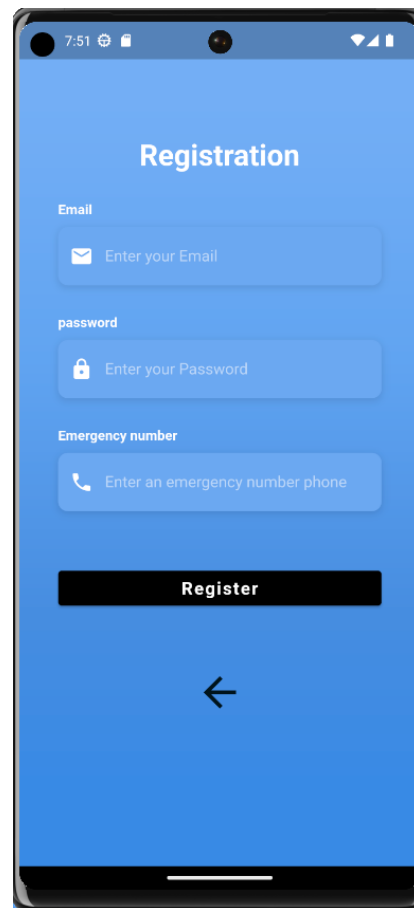 7:51
Registration
Email
Enter your Email
password
Enter your Password
Emergency number
Enter an emergency number phone
Register